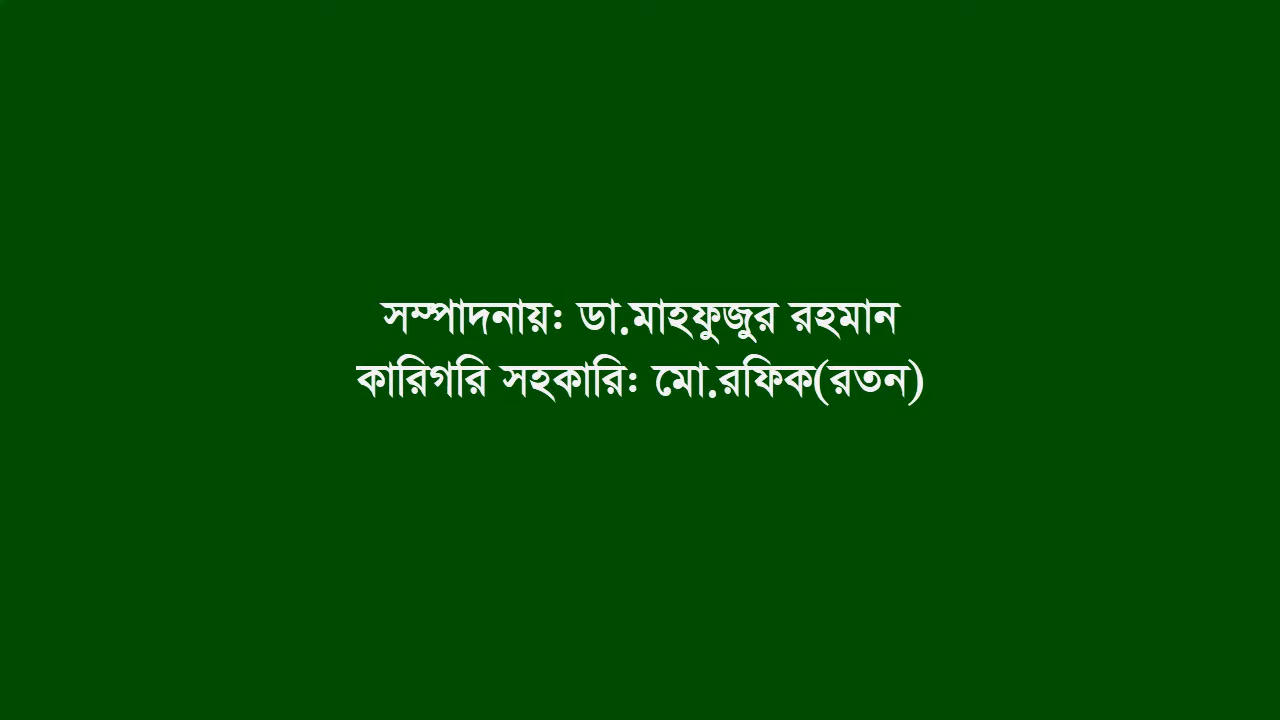 সম্পাদনায়: ডা.মাহফুজুর রহমান
কারিগরি সহকারি: মো.রফিক(রতন)